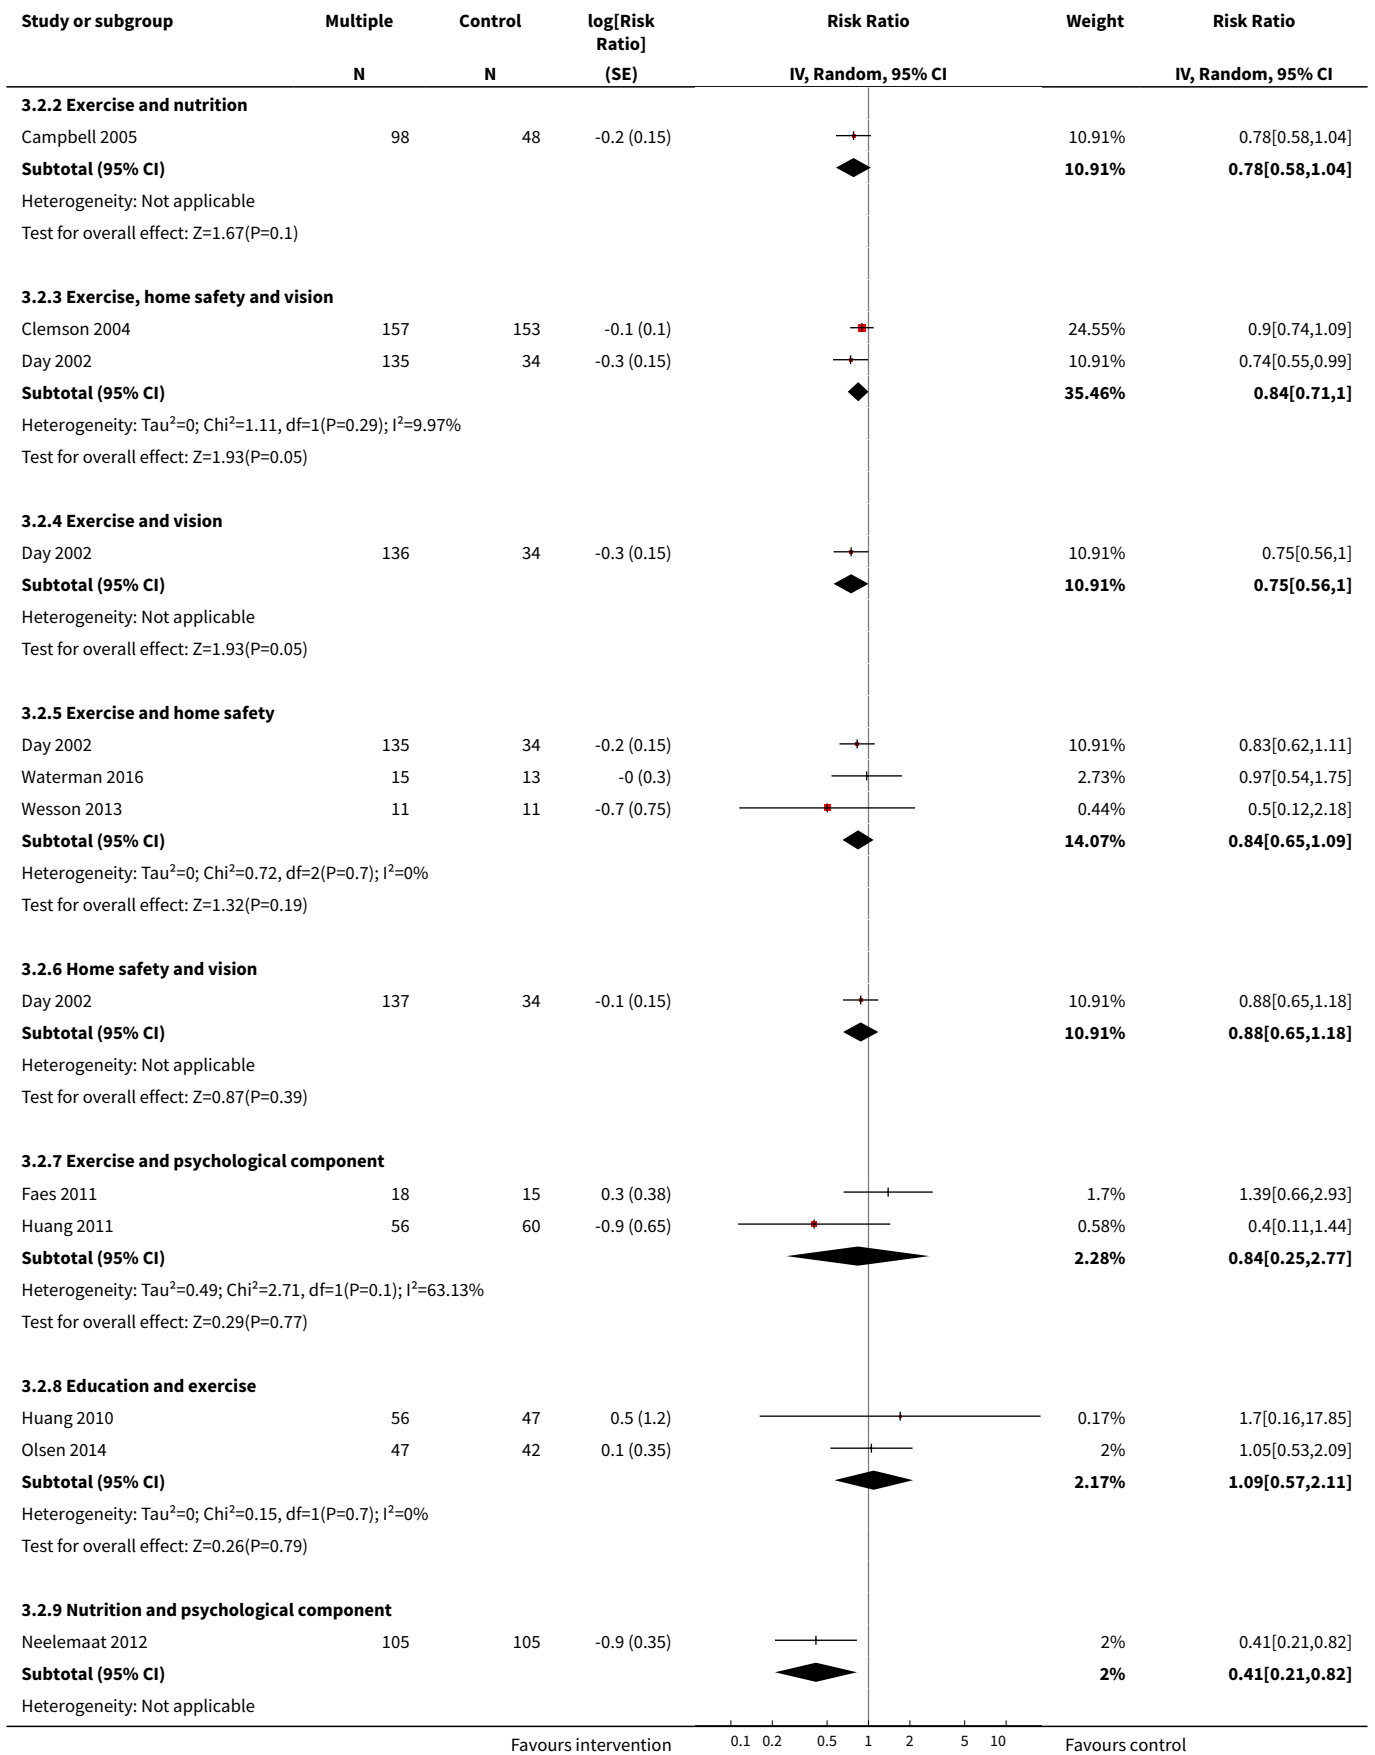 Study or subgroup Multiple Control log[Risk Ratio] Risk Ratio Weight Risk Ratio
N N (SE) IV, Random, 95% CI IV, Random, 95% CI
3.2.2 Exercise and nutrition
Campbell 2005 98 48 -0.2 (0.15) 10.91% 0.78[0.58,1.04]
Subtotal (95% CI) 10.91% 0.78[0.58,1.04]
Heterogeneity: Not applicable
Test for overall effect: Z=1.67(P=0.1)
3.2.3 Exercise, home safety and vision
Clemson 2004 157 153 -0.1 (0.1) 24.55% 0.9[0.74,1.09]
Day 2002 135 34 -0.3 (0.15) 10.91% 0.74[0.55,0.99]
Subtotal (95% CI) 35.46% 0.84[0.71,1]
Heterogeneity: Tau²=0; Chi²=1.11, df=1(P=0.29); I²=9.97%
Test for overall effect: Z=1.93(P=0.05)
3.2.4 Exercise and vision
Day 2002 136 34 -0.3 (0.15) 10.91% 0.75[0.56,1]
Subtotal (95% CI) 10.91% 0.75[0.56,1]
Heterogeneity: Not applicable
Test for overall effect: Z=1.93(P=0.05)
3.2.5 Exercise and home safety
Day 2002 135 34 -0.2 (0.15) 10.91% 0.83[0.62,1.11]
Waterman 2016 15 13 -0 (0.3) 2.73% 0.97[0.54,1.75]
Wesson 2013 11 11 -0.7 (0.75) 0.44% 0.5[0.12,2.18]
Subtotal (95% CI) 14.07% 0.84[0.65,1.09]
Heterogeneity: Tau²=0; Chi²=0.72, df=2(P=0.7); I²=0%
Test for overall effect: Z=1.32(P=0.19)
3.2.6 Home safety and vision
Day 2002 137 34 -0.1 (0.15) 10.91% 0.88[0.65,1.18]
Subtotal (95% CI) 10.91% 0.88[0.65,1.18]
Heterogeneity: Not applicable
Test for overall effect: Z=0.87(P=0.39)
3.2.7 Exercise and psychological component
Faes 2011 18 15 0.3 (0.38) 1.7% 1.39[0.66,2.93]
Huang 2011 56 60 -0.9 (0.65) 0.58% 0.4[0.11,1.44]
Subtotal (95% CI) 2.28% 0.84[0.25,2.77]
Heterogeneity: Tau²=0.49; Chi²=2.71, df=1(P=0.1); I²=63.13%
Test for overall effect: Z=0.29(P=0.77)
3.2.8 Education and exercise
Huang 2010 56 47 0.5 (1.2) 0.17% 1.7[0.16,17.85]
Olsen 2014 47 42 0.1 (0.35) 2% 1.05[0.53,2.09]
Subtotal (95% CI) 2.17% 1.09[0.57,2.11]
Heterogeneity: Tau²=0; Chi²=0.15, df=1(P=0.7); I²=0%
Test for overall effect: Z=0.26(P=0.79)
3.2.9 Nutrition and psychological component
Neelemaat 2012 105 105 -0.9 (0.35) 2% 0.41[0.21,0.82]
Subtotal (95% CI) 2% 0.41[0.21,0.82]
Heterogeneity: Not applicable
Favours intervention 0.1 0.2 0.5 1 2 5 10 Favours control